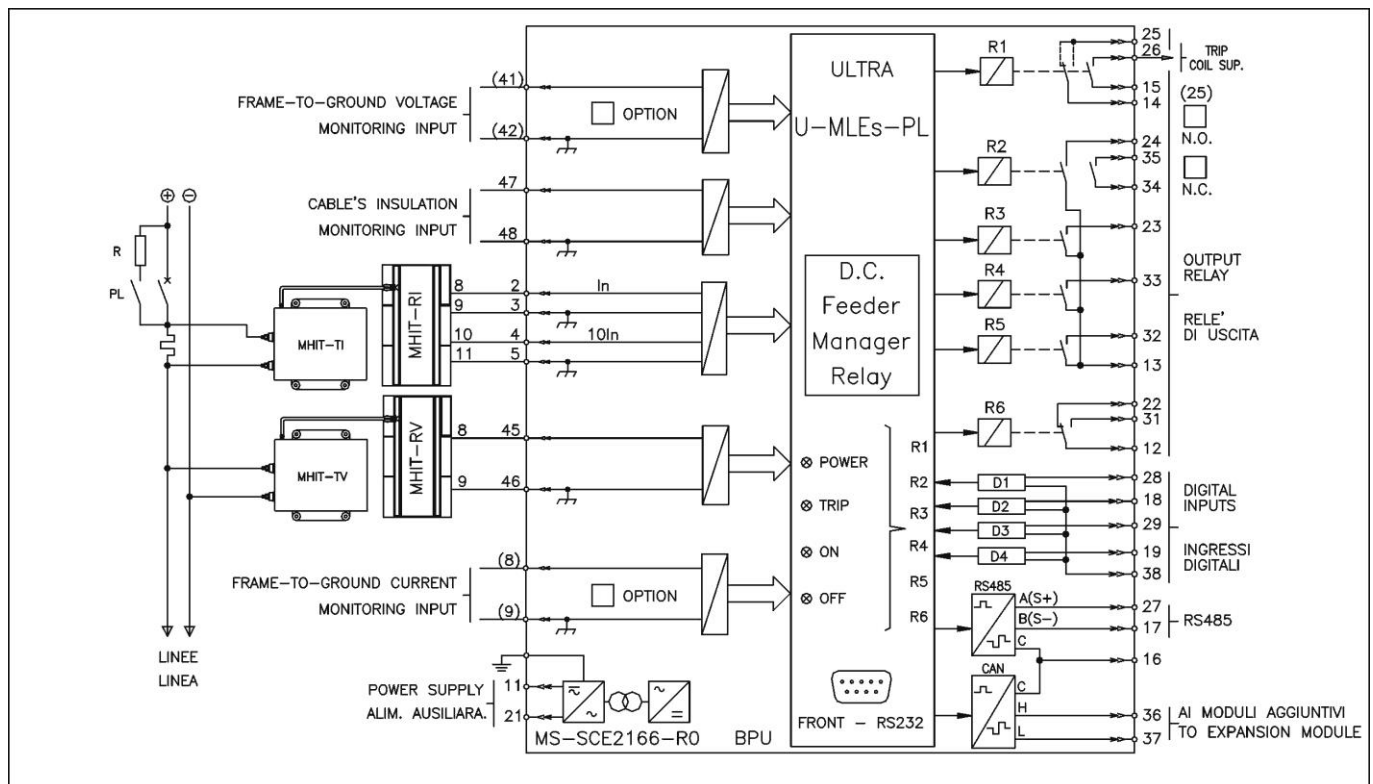 ULTRA
U-MLEs-PL
D.C.
Feeder
Manager
Relay
POWER
TRIP
ON
OFF
R1
R2
R3
R4
R5
R6
FRONT - RS232
FRAME-TO-GROUND VOLTAGE
MONITORING INPUT
(41)
(42)
OPTION
CABLE'S INSULATION
MONITORING INPUT
47
48
+
−
R
PL
MHIT-TI
MHIT-RI
8 2 In
9 3
10 4 10In
11 5
MHIT-TV
MHIT-RV
8 45
9 46
FRAME-TO-GROUND CURRENT
MONITORING INPUT
(8)
(9)
OPTION
LINEE
LINEA
POWER SUPPLY
ALIM. AUSILIARA.
11
21
MS-SCE2166-R0 BPU
R1
25
26
15
14
TRIP
COIL SUP.
(25)
N.O.
N.C.
R2
24
35
34
R3
23
R4
33
R5
32
13
OUTPUT
RELAY
RELE'
DI USCITA
R6
22
31
12
D1
D2
D3
D4
28
18
29
19
38
DIGITAL
INPUTS
INGRESSI
DIGITALI
RS485
A(S+)
B(S-)
C
27
17
RS485
16
CAN
C
H
L
36
37
AI MODULI AGGIUNTIVI
TO EXPANSION MODULE